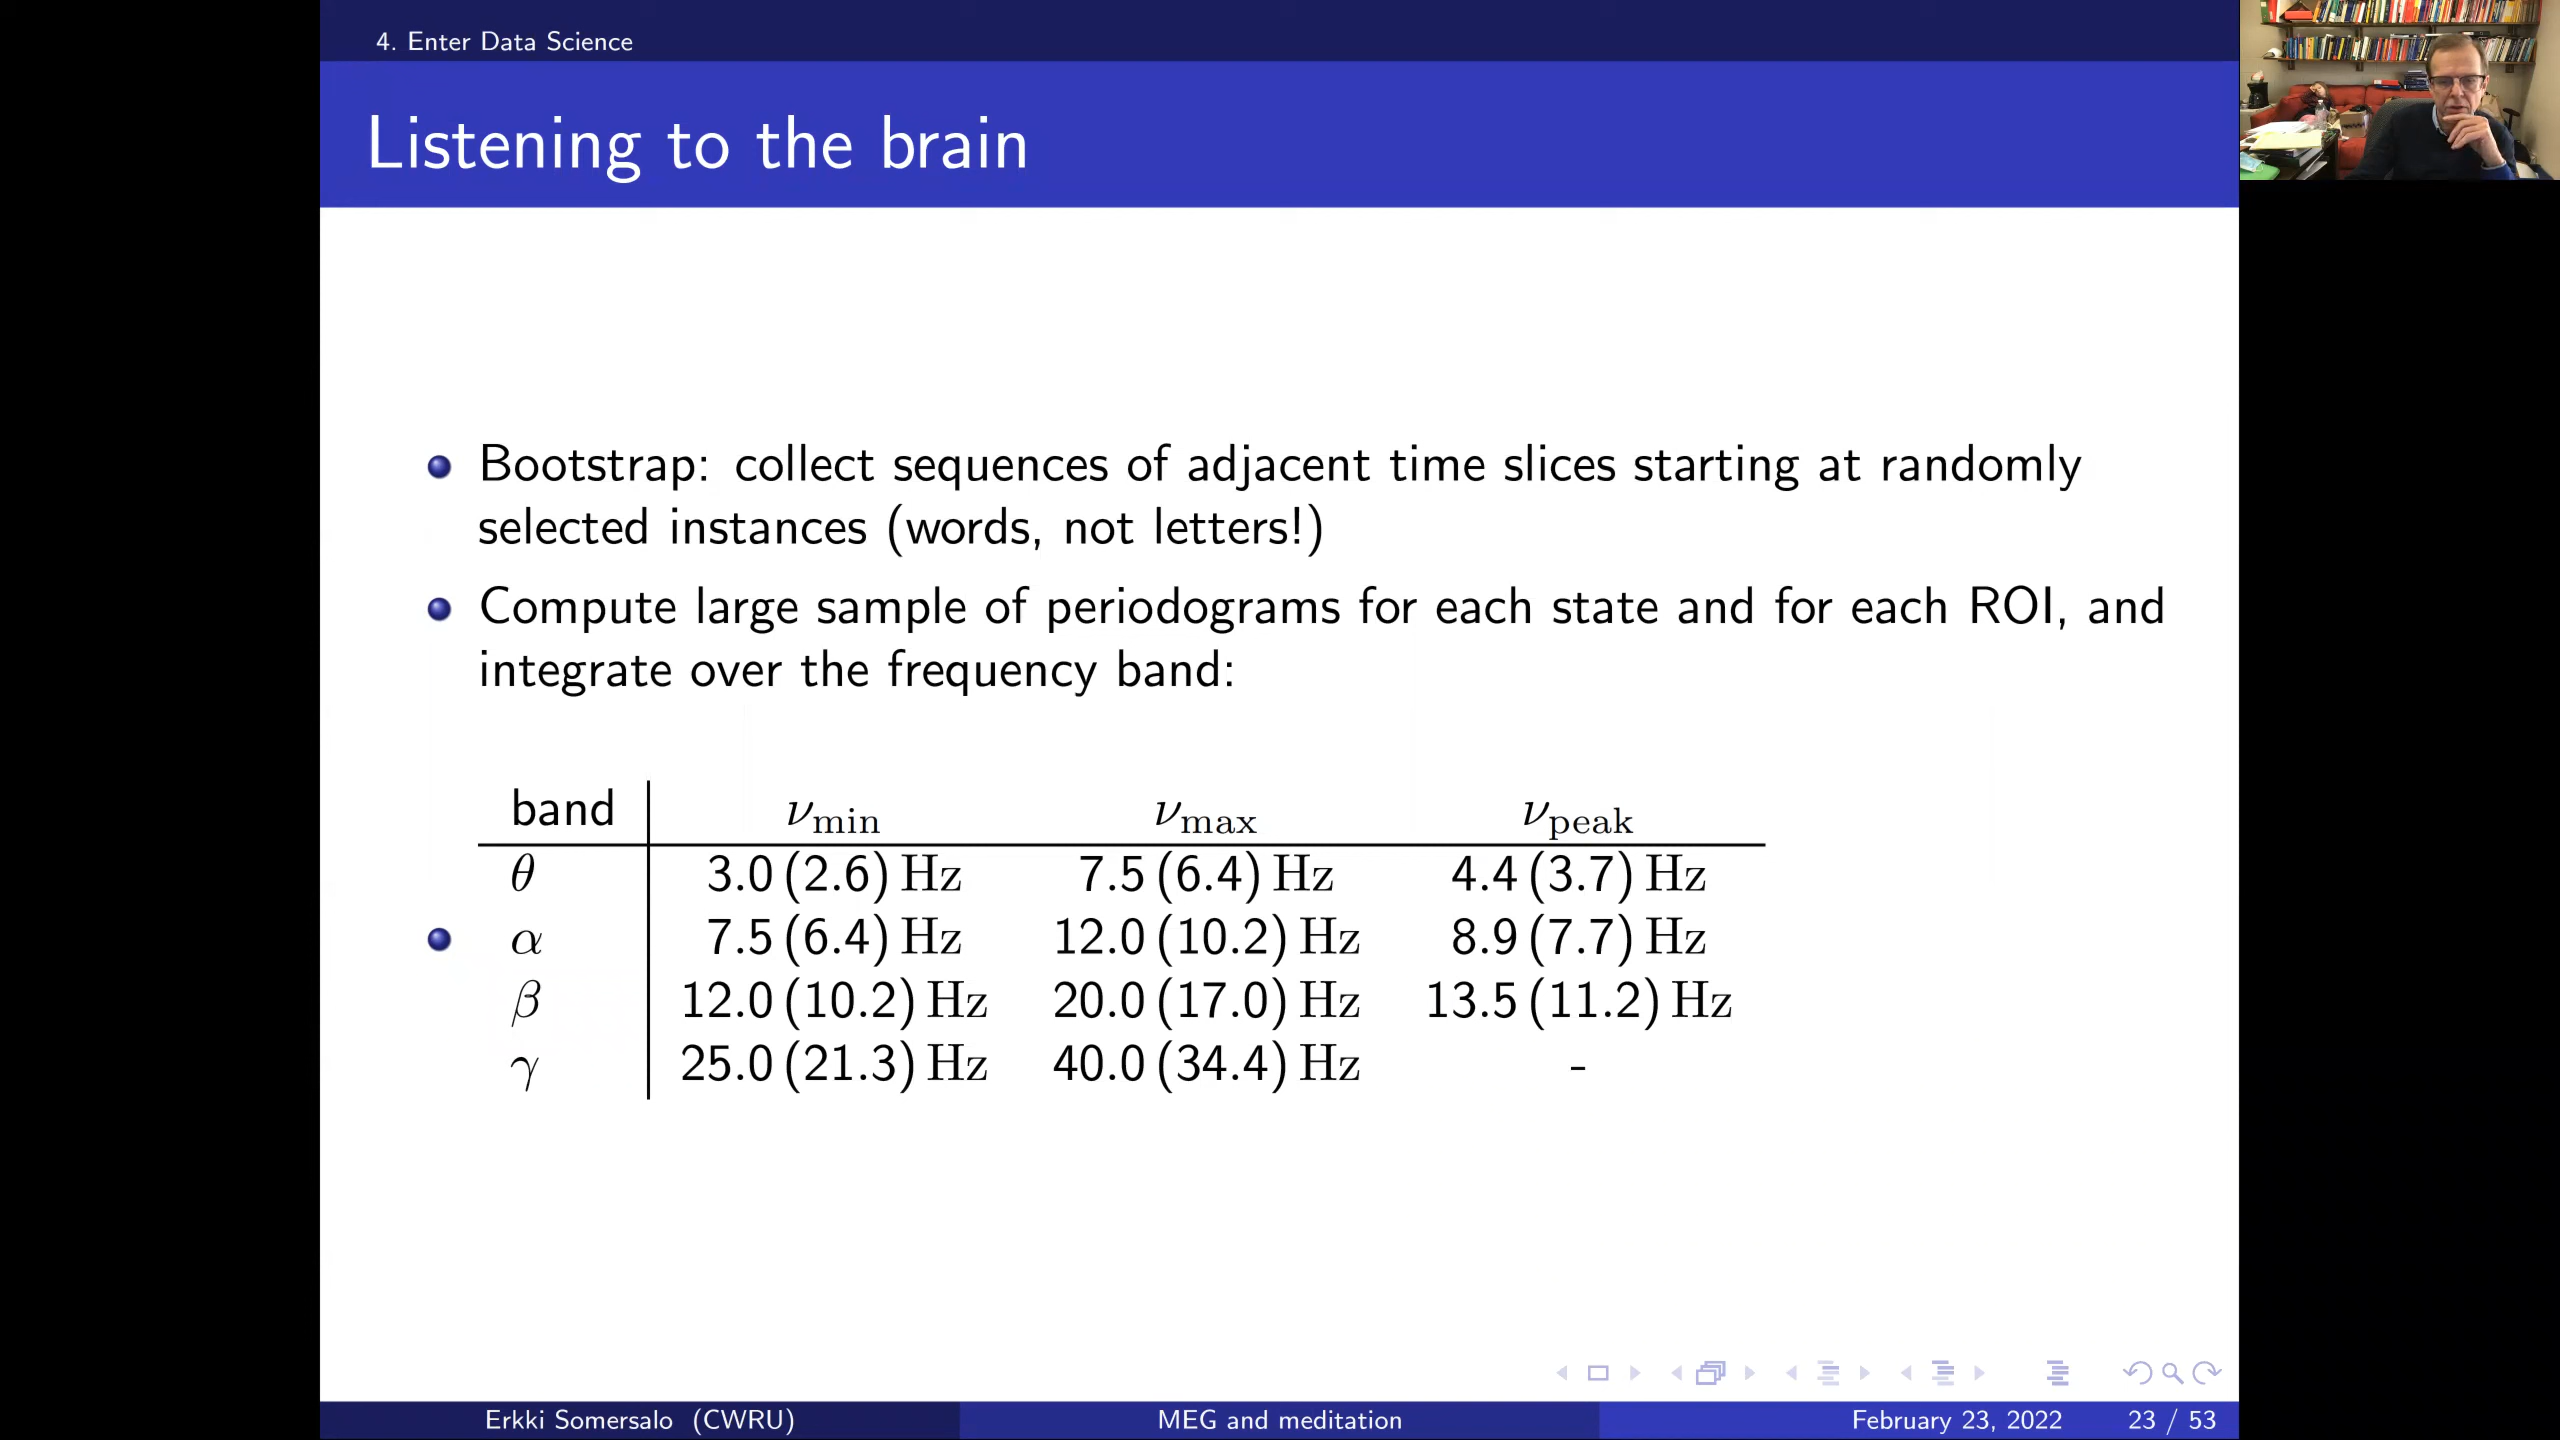 4. Enter Data Science
Listening to the brain
Bootstrap: collect sequences of adjacent time slices starting at randomly
selected instances (words, not letters!)
Compute large sample of periodograms for each state and for each ROI, and
integrate over the frequency band:
band ν_min ν_max ν_peak
θ 3.0 (2.6) Hz 7.5 (6.4) Hz 4.4 (3.7) Hz
α 7.5 (6.4) Hz 12.0 (10.2) Hz 8.9 (7.7) Hz
β 12.0 (10.2) Hz 20.0 (17.0) Hz 13.5 (11.2) Hz
γ 25.0 (21.3) Hz 40.0 (34.4) Hz -
Erkki Somersalo (CWRU) MEG and meditation February 23, 2022 23 / 53